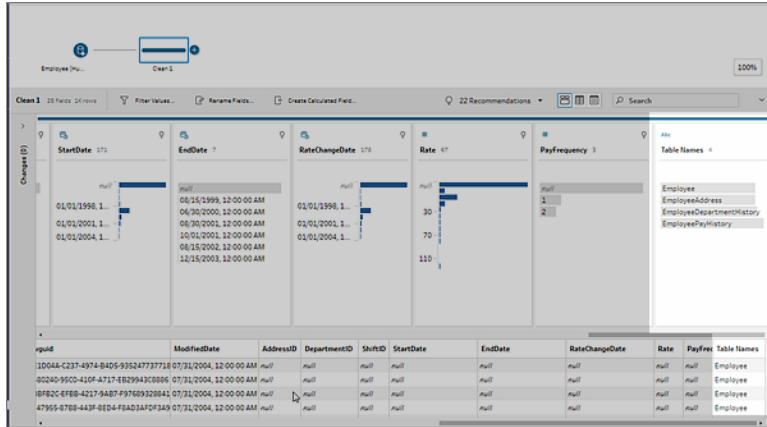 Employee (Hu...
Clean 1
100%
Clean 1 25 fields 1K rows
Filter Values...
Rename Fields...
Create Calculated Field...
22 Recommendations
Search
Changes (0)
StartDate 171
null
01/01/1998, 1...
01/01/2001, 1...
01/01/2004, 1...
EndDate 7
null
08/15/1999, 12:00:00 AM
06/30/2000, 12:00:00 AM
08/30/2001, 12:00:00 AM
10/01/2001, 12:00:00 AM
08/15/2002, 12:00:00 AM
12/15/2003, 12:00:00 AM
RateChangeDate 178
null
01/01/1998, 1...
01/01/2001, 1...
01/01/2004, 1...
Rate 67
null
30
70
110
PayFrequency 3
null
1
2
Abc
Table Names 4
Employee
EmployeeAddress
EmployeeDepartmentHistory
EmployeePayHistory
wguid ModifiedDate AddressID DepartmentID ShiftID StartDate EndDate RateChangeDate Rate PayFrec Table Names
07/31/2004, 12:00:00 AM null null null null null null null null Employee
07/31/2004, 12:00:00 AM null null null null null null null null Employee
07/31/2004, 12:00:00 AM null null null null null null null null Employee
07/31/2004, 12:00:00 AM null null null null null null null null Employee